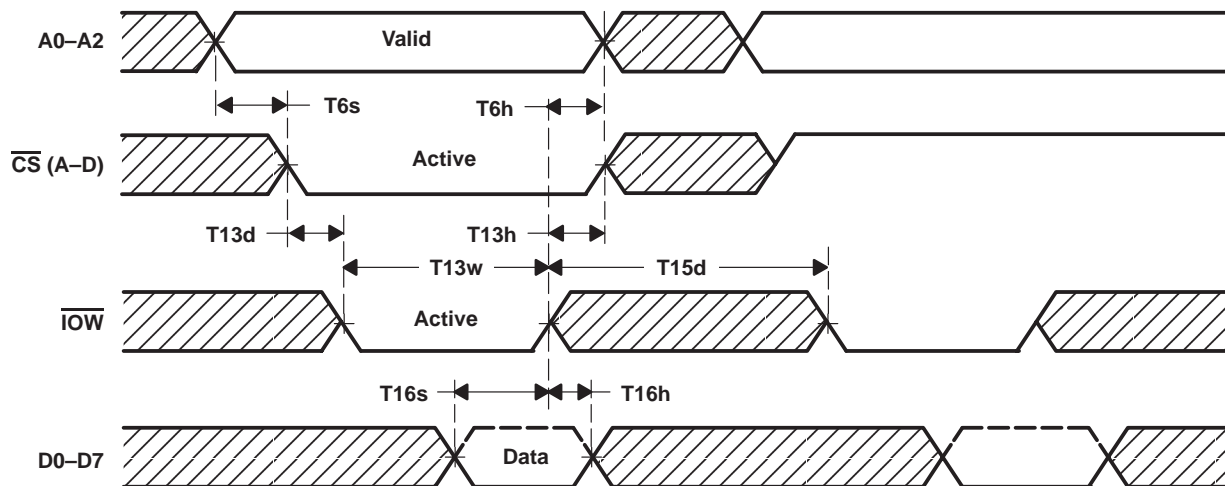 A0–A2
Valid
T6s
T6h
CS (A–D)
Active
T13d
T13h
T13w
T15d
IOW
Active
T16s
T16h
D0–D7
Data